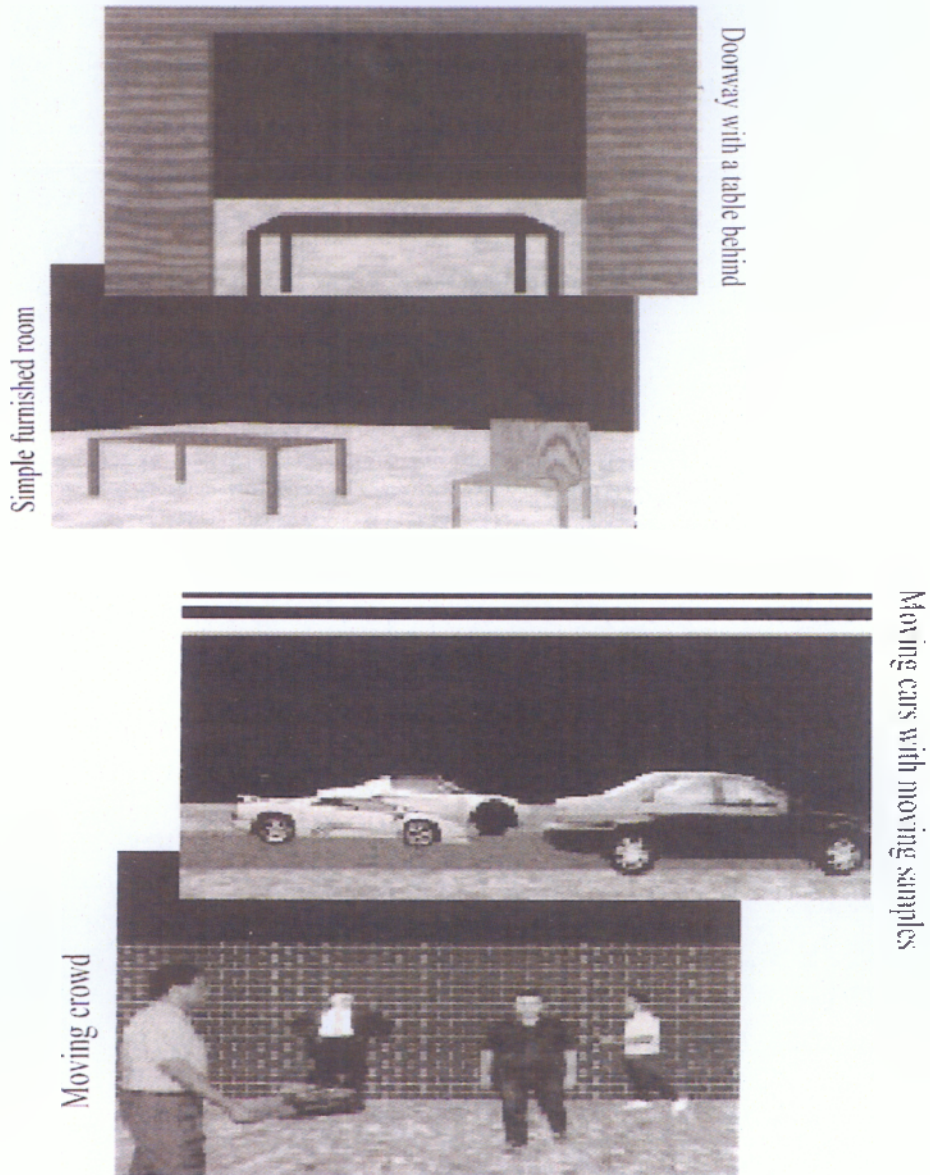 Doorway with a table behind
Simple furnished room
Moving cars with moving samples
Moving crowd